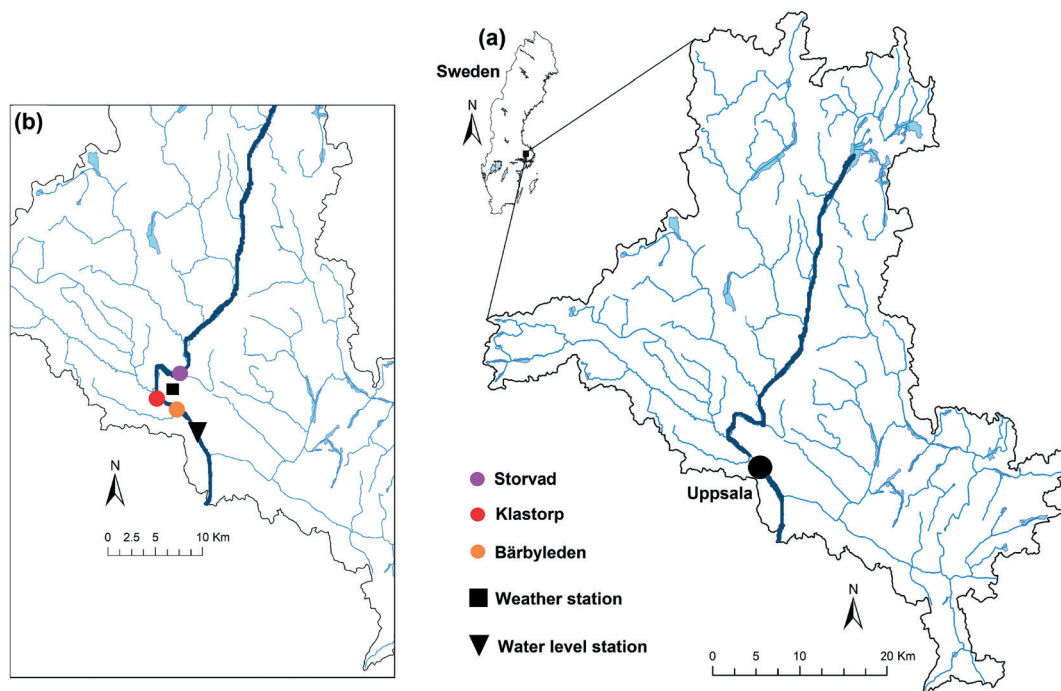 (a)
Sweden
N
(b)
N
0 2.5 5 10 Km
Storvad
Klastorp
Bärbyleden
Weather station
Water level station
Uppsala
N
0 5 10 20 Km